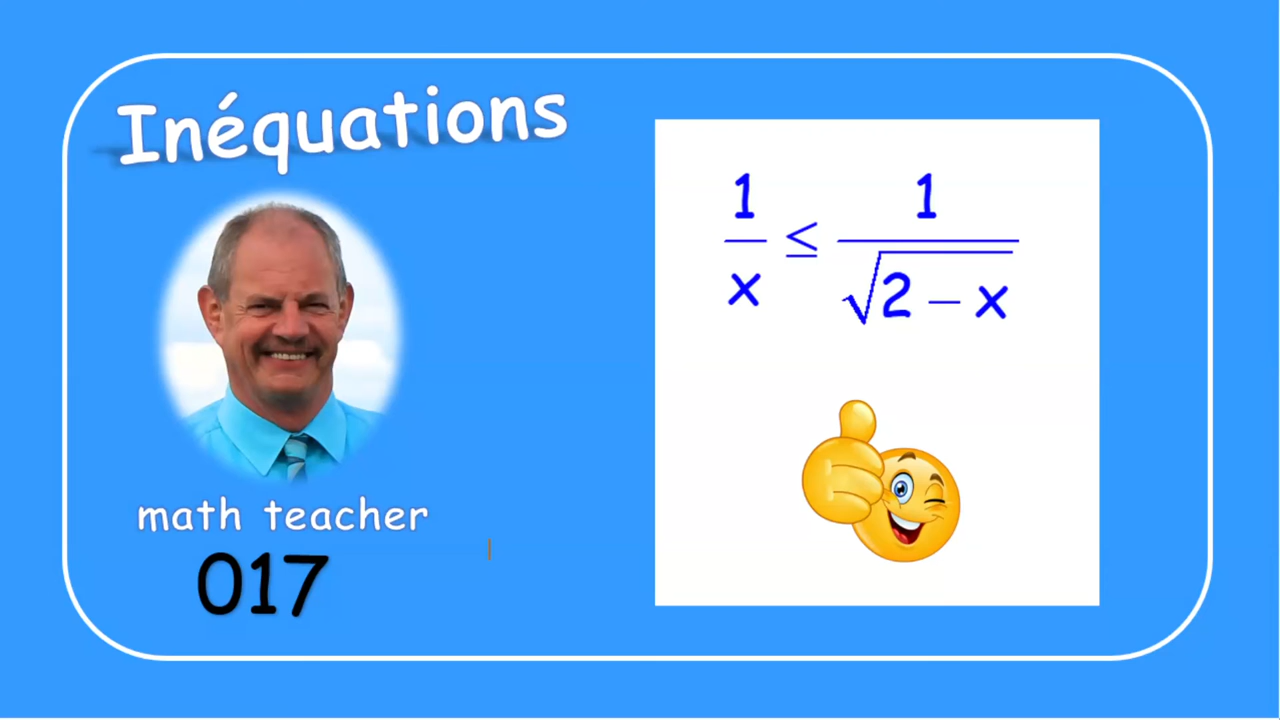 Inéquations
math teacher
017
1/x ≤ 1/√(2 − x)